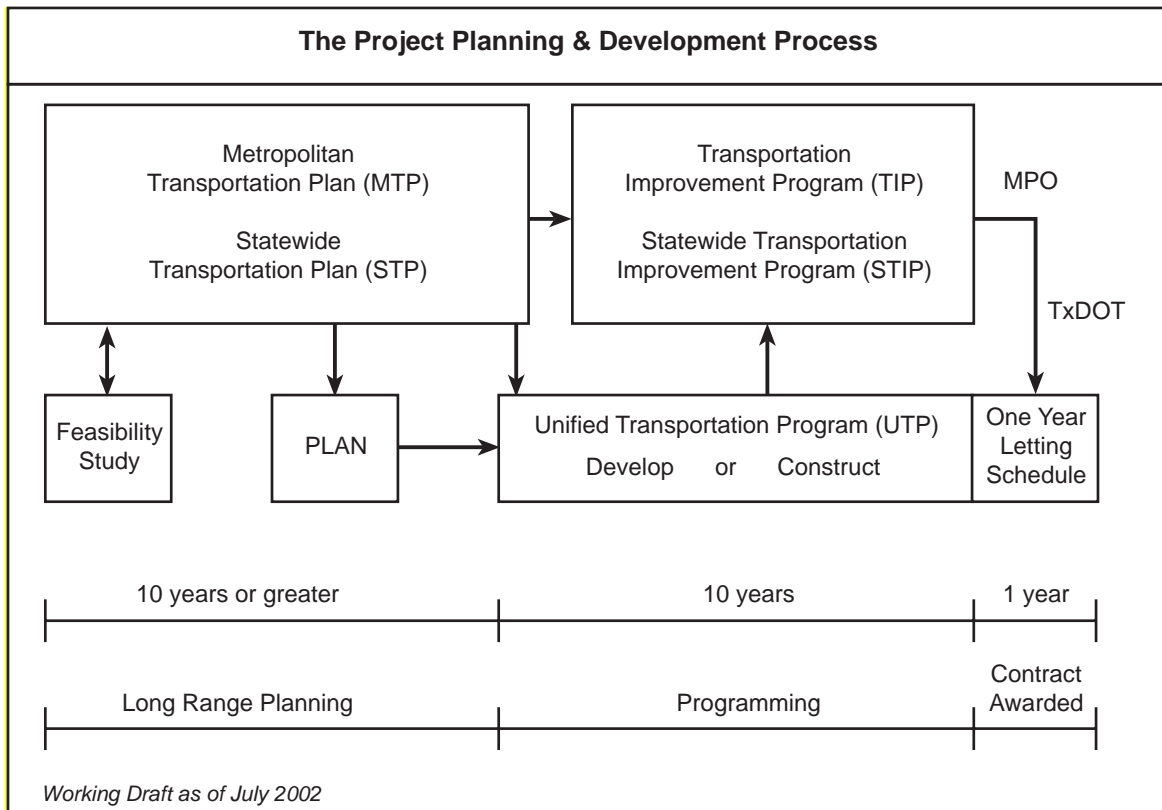 The Project Planning & Development Process
Metropolitan
Transportation Plan (MTP)
Statewide
Transportation Plan (STP)
Transportation
Improvement Program (TIP)
Statewide Transportation
Improvement Program (STIP)
MPO
TxDOT
Feasibility
Study
PLAN
Unified Transportation Program (UTP)
Develop or Construct
One Year
Letting
Schedule
10 years or greater
10 years
1 year
Long Range Planning
Programming
Contract
Awarded
Working Draft as of July 2002